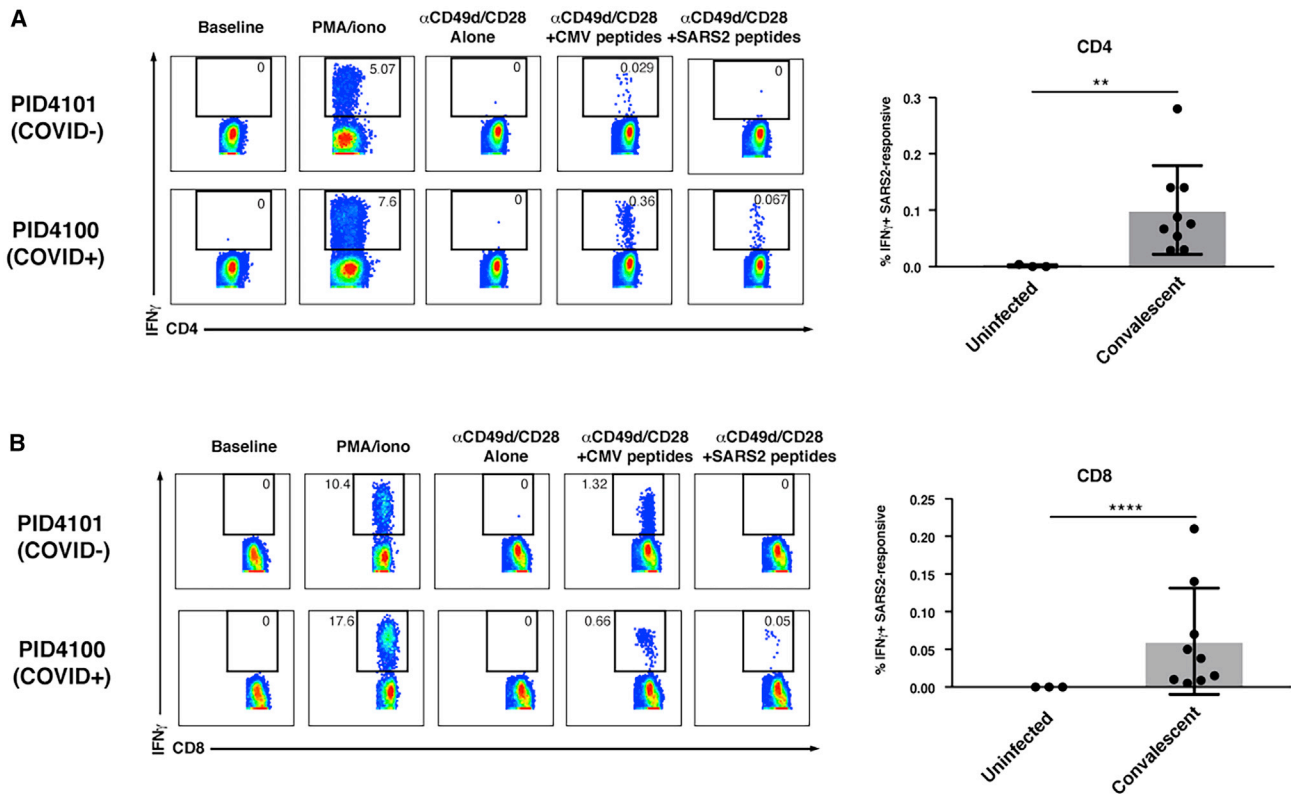 A
Baseline
PMA/iono
αCD49d/CD28
Alone
αCD49d/CD28
+CMV peptides
αCD49d/CD28
+SARS2 peptides
PID4101
(COVID-)
0
5.07
0
0.029
0
PID4100
(COVID+)
0
7.6
0
0.36
0.067
IFNγ
CD4
CD4
**
0.3
0.2
0.1
0.0
% IFNγ+ SARS2-responsive
Uninfected
Convalescent
B
Baseline
PMA/iono
αCD49d/CD28
Alone
αCD49d/CD28
+CMV peptides
αCD49d/CD28
+SARS2 peptides
PID4101
(COVID-)
0
10.4
0
1.32
0
PID4100
(COVID+)
0
17.6
0
0.66
0.05
IFNγ
CD8
CD8
****
0.25
0.20
0.15
0.10
0.05
0.00
% IFNγ+ SARS2-responsive
Uninfected
Convalescent